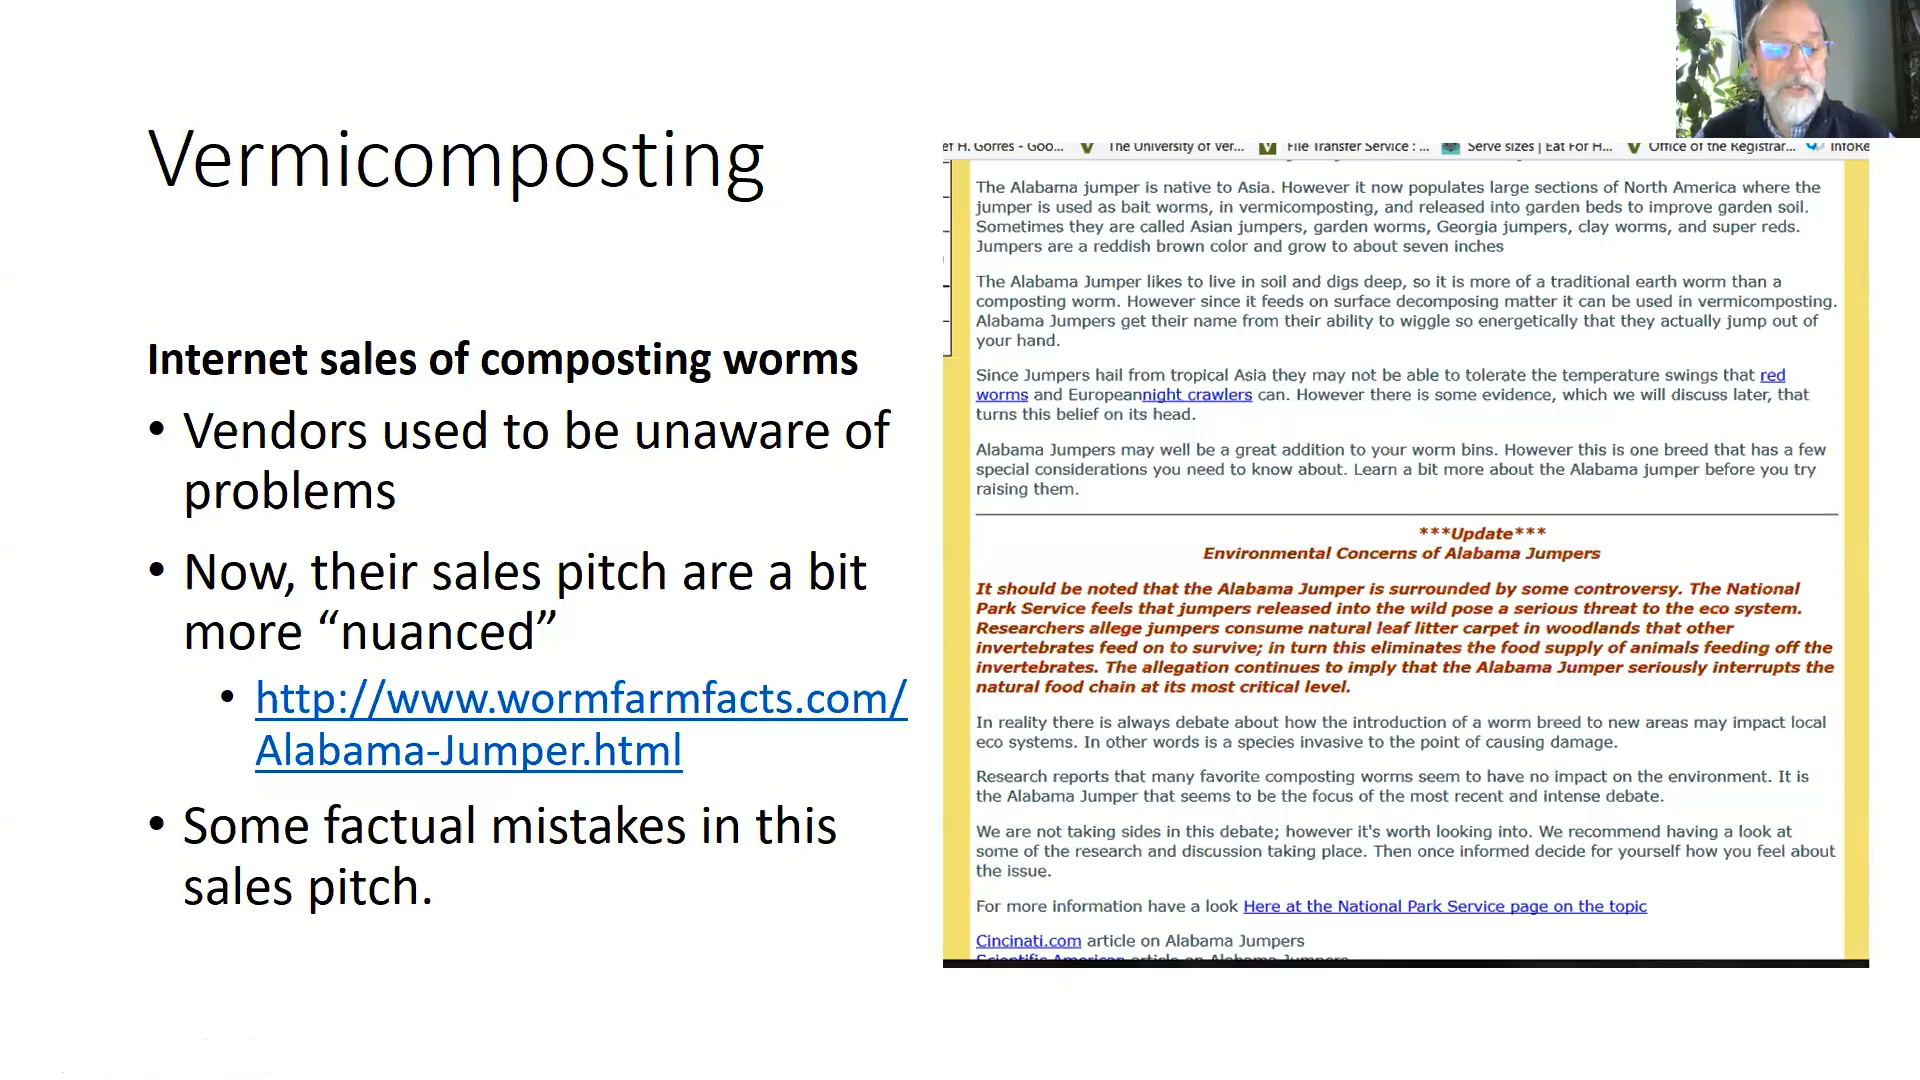 Vermicomposting
Internet sales of composting worms
• Vendors used to be unaware of
problems
• Now, their sales pitch are a bit
more “nuanced”
• http://www.wormfarmfacts.com/
Alabama-Jumper.html
• Some factual mistakes in this
sales pitch.
ef H. Gorres - Goo... The University of Ver... File Transfer Service : ... Serve sizes | Eat For H... Office of the Registrar... InfoRe
The Alabama jumper is native to Asia. However it now populates large sections of North America where the
jumper is used as bait worms, in vermicomposting, and released into garden beds to improve garden soil.
Sometimes they are called Asian jumpers, garden worms, Georgia jumpers, clay worms, and super reds.
Jumpers are a reddish brown color and grow to about seven inches
The Alabama Jumper likes to live in soil and digs deep, so it is more of a traditional earth worm than a
composting worm. However since it feeds on surface decomposing matter it can be used in vermicomposting.
Alabama Jumpers get their name from their ability to wiggle so energetically that they actually jump out of
your hand.
Since Jumpers hail from tropical Asia they may not be able to tolerate the temperature swings that red
worms and Europeannight crawlers can. However there is some evidence, which we will discuss later, that
turns this belief on its head.
Alabama Jumpers may well be a great addition to your worm bins. However this is one breed that has a few
special considerations you need to know about. Learn a bit more about the Alabama jumper before you try
raising them.
***Update***
Environmental Concerns of Alabama Jumpers
It should be noted that the Alabama Jumper is surrounded by some controversy. The National
Park Service feels that jumpers released into the wild pose a serious threat to the eco system.
Researchers allege jumpers consume natural leaf litter carpet in woodlands that other
invertebrates feed on to survive; in turn this eliminates the food supply of animals feeding off the
invertebrates. The allegation continues to imply that the Alabama Jumper seriously interrupts the
natural food chain at its most critical level.
In reality there is always debate about how the introduction of a worm breed to new areas may impact local
eco systems. In other words is a species invasive to the point of causing damage.
Research reports that many favorite composting worms seem to have no impact on the environment. It is
the Alabama Jumper that seems to be the focus of the most recent and intense debate.
We are not taking sides in this debate; however it's worth looking into. We recommend having a look at
some of the research and discussion taking place. Then once informed decide for yourself how you feel about
the issue.
For more information have a look Here at the National Park Service page on the topic
Cincinati.com article on Alabama Jumpers
Scientific American article on Alabama Jumpers